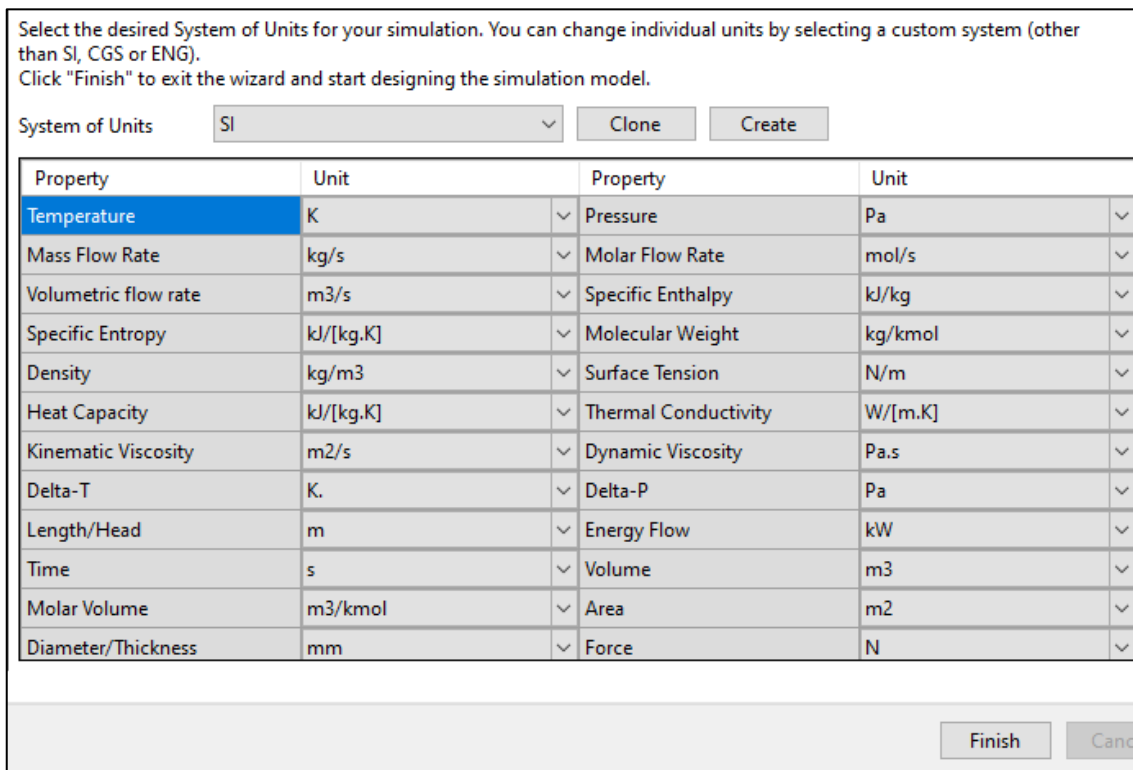 Select the desired System of Units for your simulation. You can change individual units by selecting a custom system (other
than SI, CGS or ENG).
Click "Finish" to exit the wizard and start designing the simulation model.
System of Units SI Clone Create
Property Unit Property Unit
Temperature K Pressure Pa
Mass Flow Rate kg/s Molar Flow Rate mol/s
Volumetric flow rate m3/s Specific Enthalpy kJ/kg
Specific Entropy kJ/[kg.K] Molecular Weight kg/kmol
Density kg/m3 Surface Tension N/m
Heat Capacity kJ/[kg.K] Thermal Conductivity W/[m.K]
Kinematic Viscosity m2/s Dynamic Viscosity Pa.s
Delta-T K. Delta-P Pa
Length/Head m Energy Flow kW
Time s Volume m3
Molar Volume m3/kmol Area m2
Diameter/Thickness mm Force N
Finish Canc